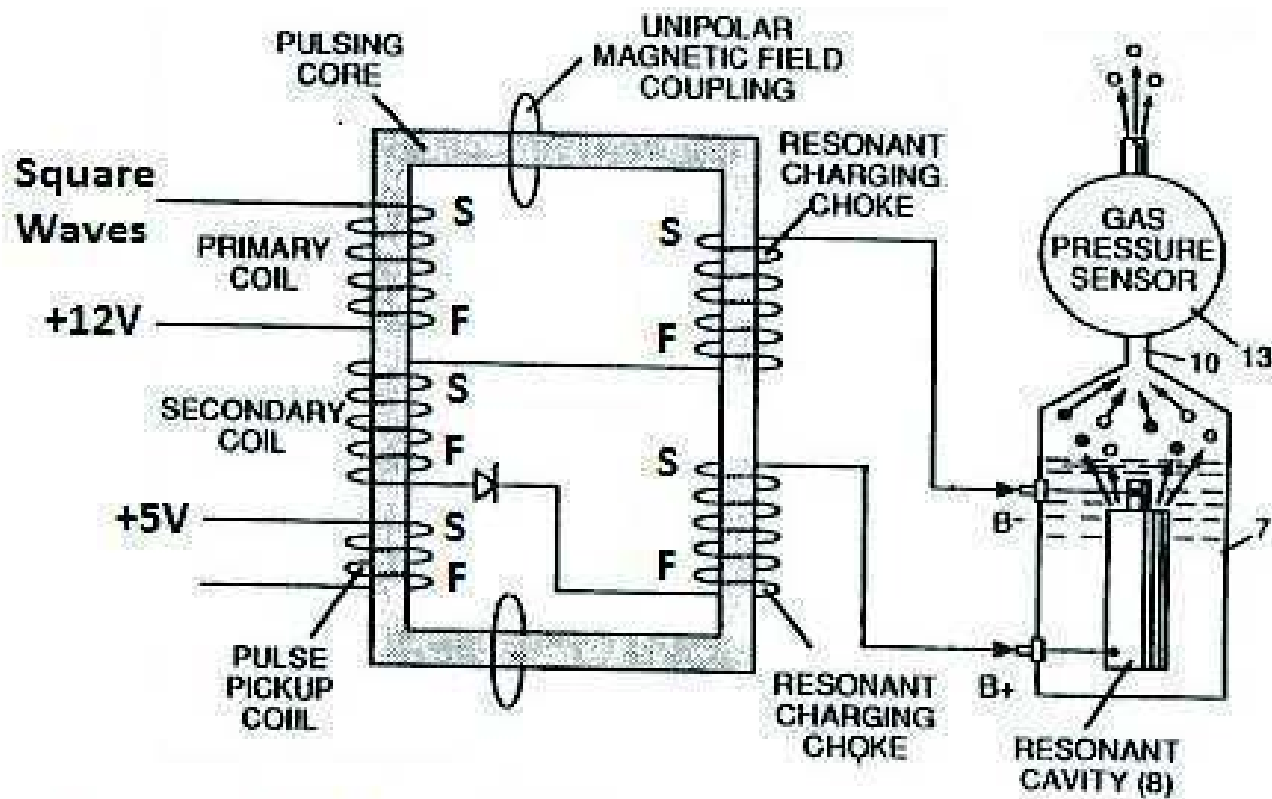 PULSING
CORE
UNIPOLAR
MAGNETIC FIELD
COUPLING
RESONANT
CHARGING
CHOKE
Square
Waves
PRIMARY
COIL
+12V
S
F
S
F
GAS
PRESSURE
SENSOR
10
13
SECONDARY
COIL
S
F
+5V
S
F
S
F
B-
7
PULSE
PICKUP
COIIL
B+
RESONANT
CHARGING
CHOKE
RESONANT
CAVITY (8)